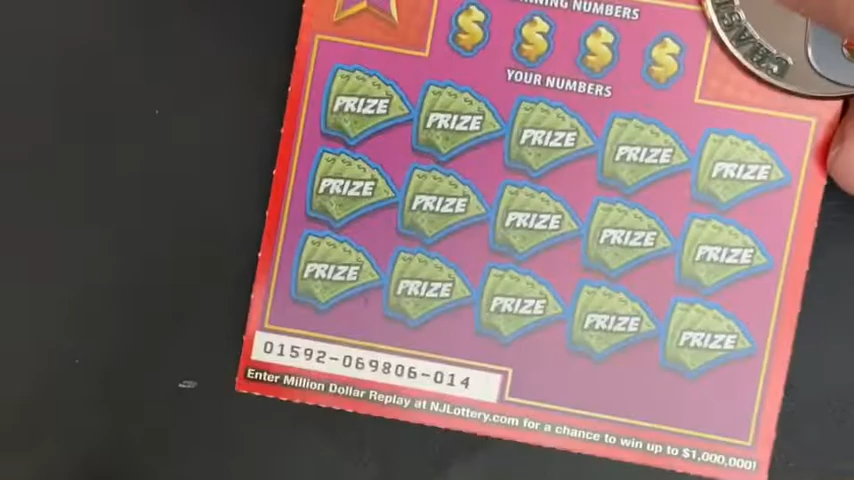 NING NUMBERS
$ $ $ $
YOUR NUMBERS
PRIZE PRIZE PRIZE PRIZE PRIZE
PRIZE PRIZE PRIZE PRIZE PRIZE
PRIZE PRIZE PRIZE PRIZE PRIZE
01592-069806-014
Enter Million Dollar Replay at NJLottery.com for a chance to win up to $1,000,000!